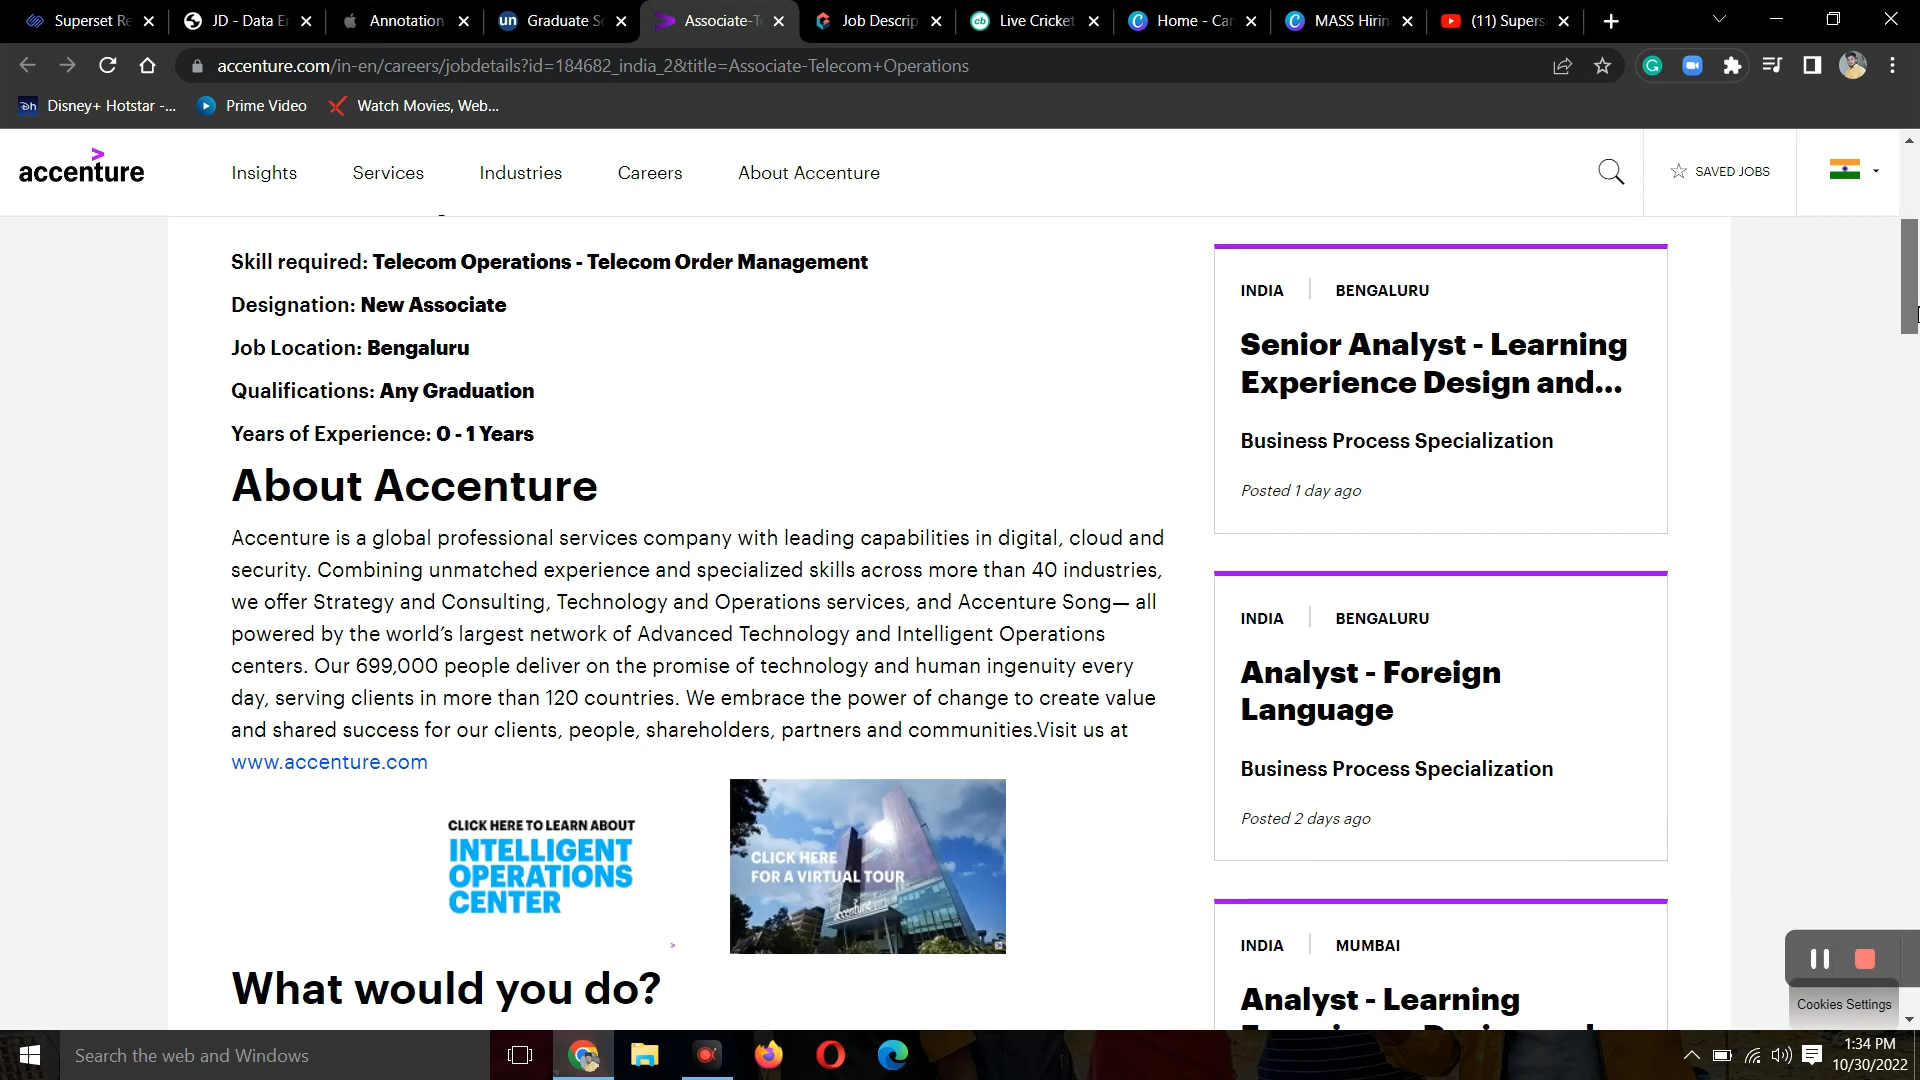 Superset Re
JD - Data En
Annotation
un Graduate So
Associate-Te
Job Descrip
cb Live Cricket
Home - Can
MASS Hirin
(11) Superse
accenture.com/in-en/careers/jobdetails?id=184682_india_2&title=Associate-Telecom+Operations
Disney+ Hotstar -...
Prime Video
Watch Movies, Web...
accenture
Insights
Services
Industries
Careers
About Accenture
SAVED JOBS
Skill required: Telecom Operations - Telecom Order Management
Designation: New Associate
Job Location: Bengaluru
Qualifications: Any Graduation
Years of Experience: 0 - 1 Years
About Accenture
Accenture is a global professional services company with leading capabilities in digital, cloud and
security. Combining unmatched experience and specialized skills across more than 40 industries,
we offer Strategy and Consulting, Technology and Operations services, and Accenture Song— all
powered by the world’s largest network of Advanced Technology and Intelligent Operations
centers. Our 699,000 people deliver on the promise of technology and human ingenuity every
day, serving clients in more than 120 countries. We embrace the power of change to create value
and shared success for our clients, people, shareholders, partners and communities.Visit us at
www.accenture.com
CLICK HERE TO LEARN ABOUT
INTELLIGENT
OPERATIONS
CENTER
CLICK HERE
FOR A VIRTUAL TOUR
accenture
What would you do?
INDIA | BENGALURU
Senior Analyst - Learning
Experience Design and...
Business Process Specialization
Posted 1 day ago
INDIA | BENGALURU
Analyst - Foreign
Language
Business Process Specialization
Posted 2 days ago
INDIA | MUMBAI
Analyst - Learning
Cookies Settings
Search the web and Windows
1:34 PM
10/30/2022